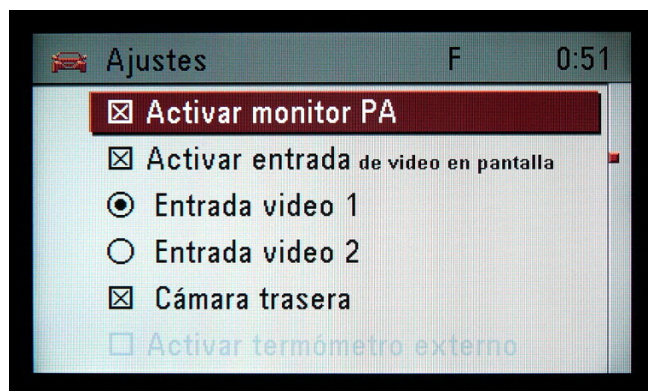 Ajustes F 0:51
Activar monitor PA
Activar entrada de video en pantalla
Entrada video 1
Entrada video 2
Cámara trasera
Activar termómetro externo